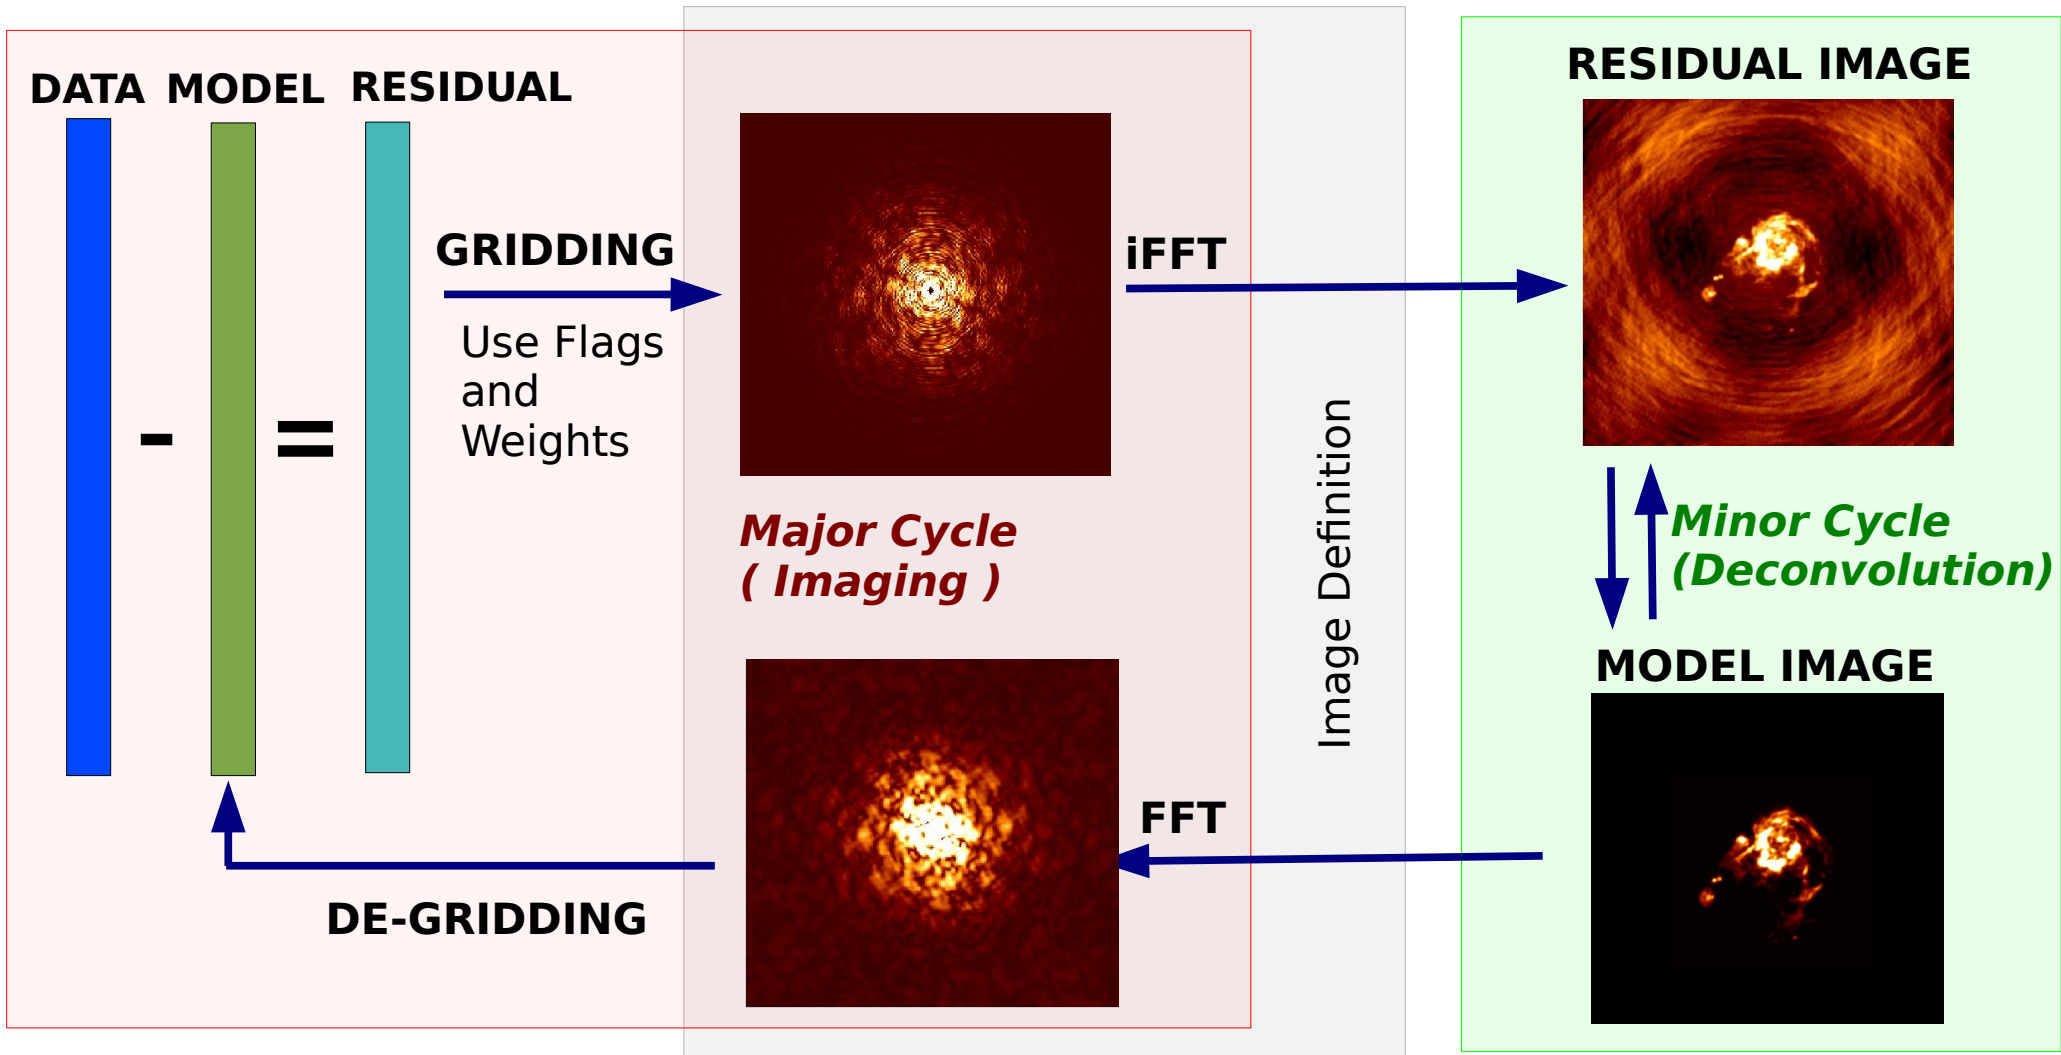 DATA MODEL RESIDUAL
- =
GRIDDING
Use Flags
and
Weights
iFFT
Major Cycle
( Imaging )
Image Definition
FFT
DE-GRIDDING
RESIDUAL IMAGE
Minor Cycle
(Deconvolution)
MODEL IMAGE